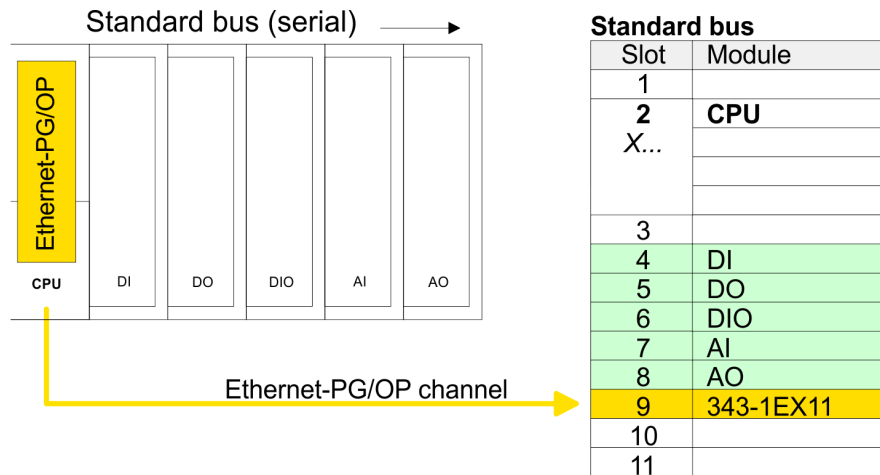 Standard bus (serial)
Ethernet-PG/OP
CPU
DI
DO
DIO
AI
AO
Ethernet-PG/OP channel
Standard bus
Slot Module
1
2 CPU
X...
3
4 DI
5 DO
6 DIO
7 AI
8 AO
9 343-1EX11
10
11